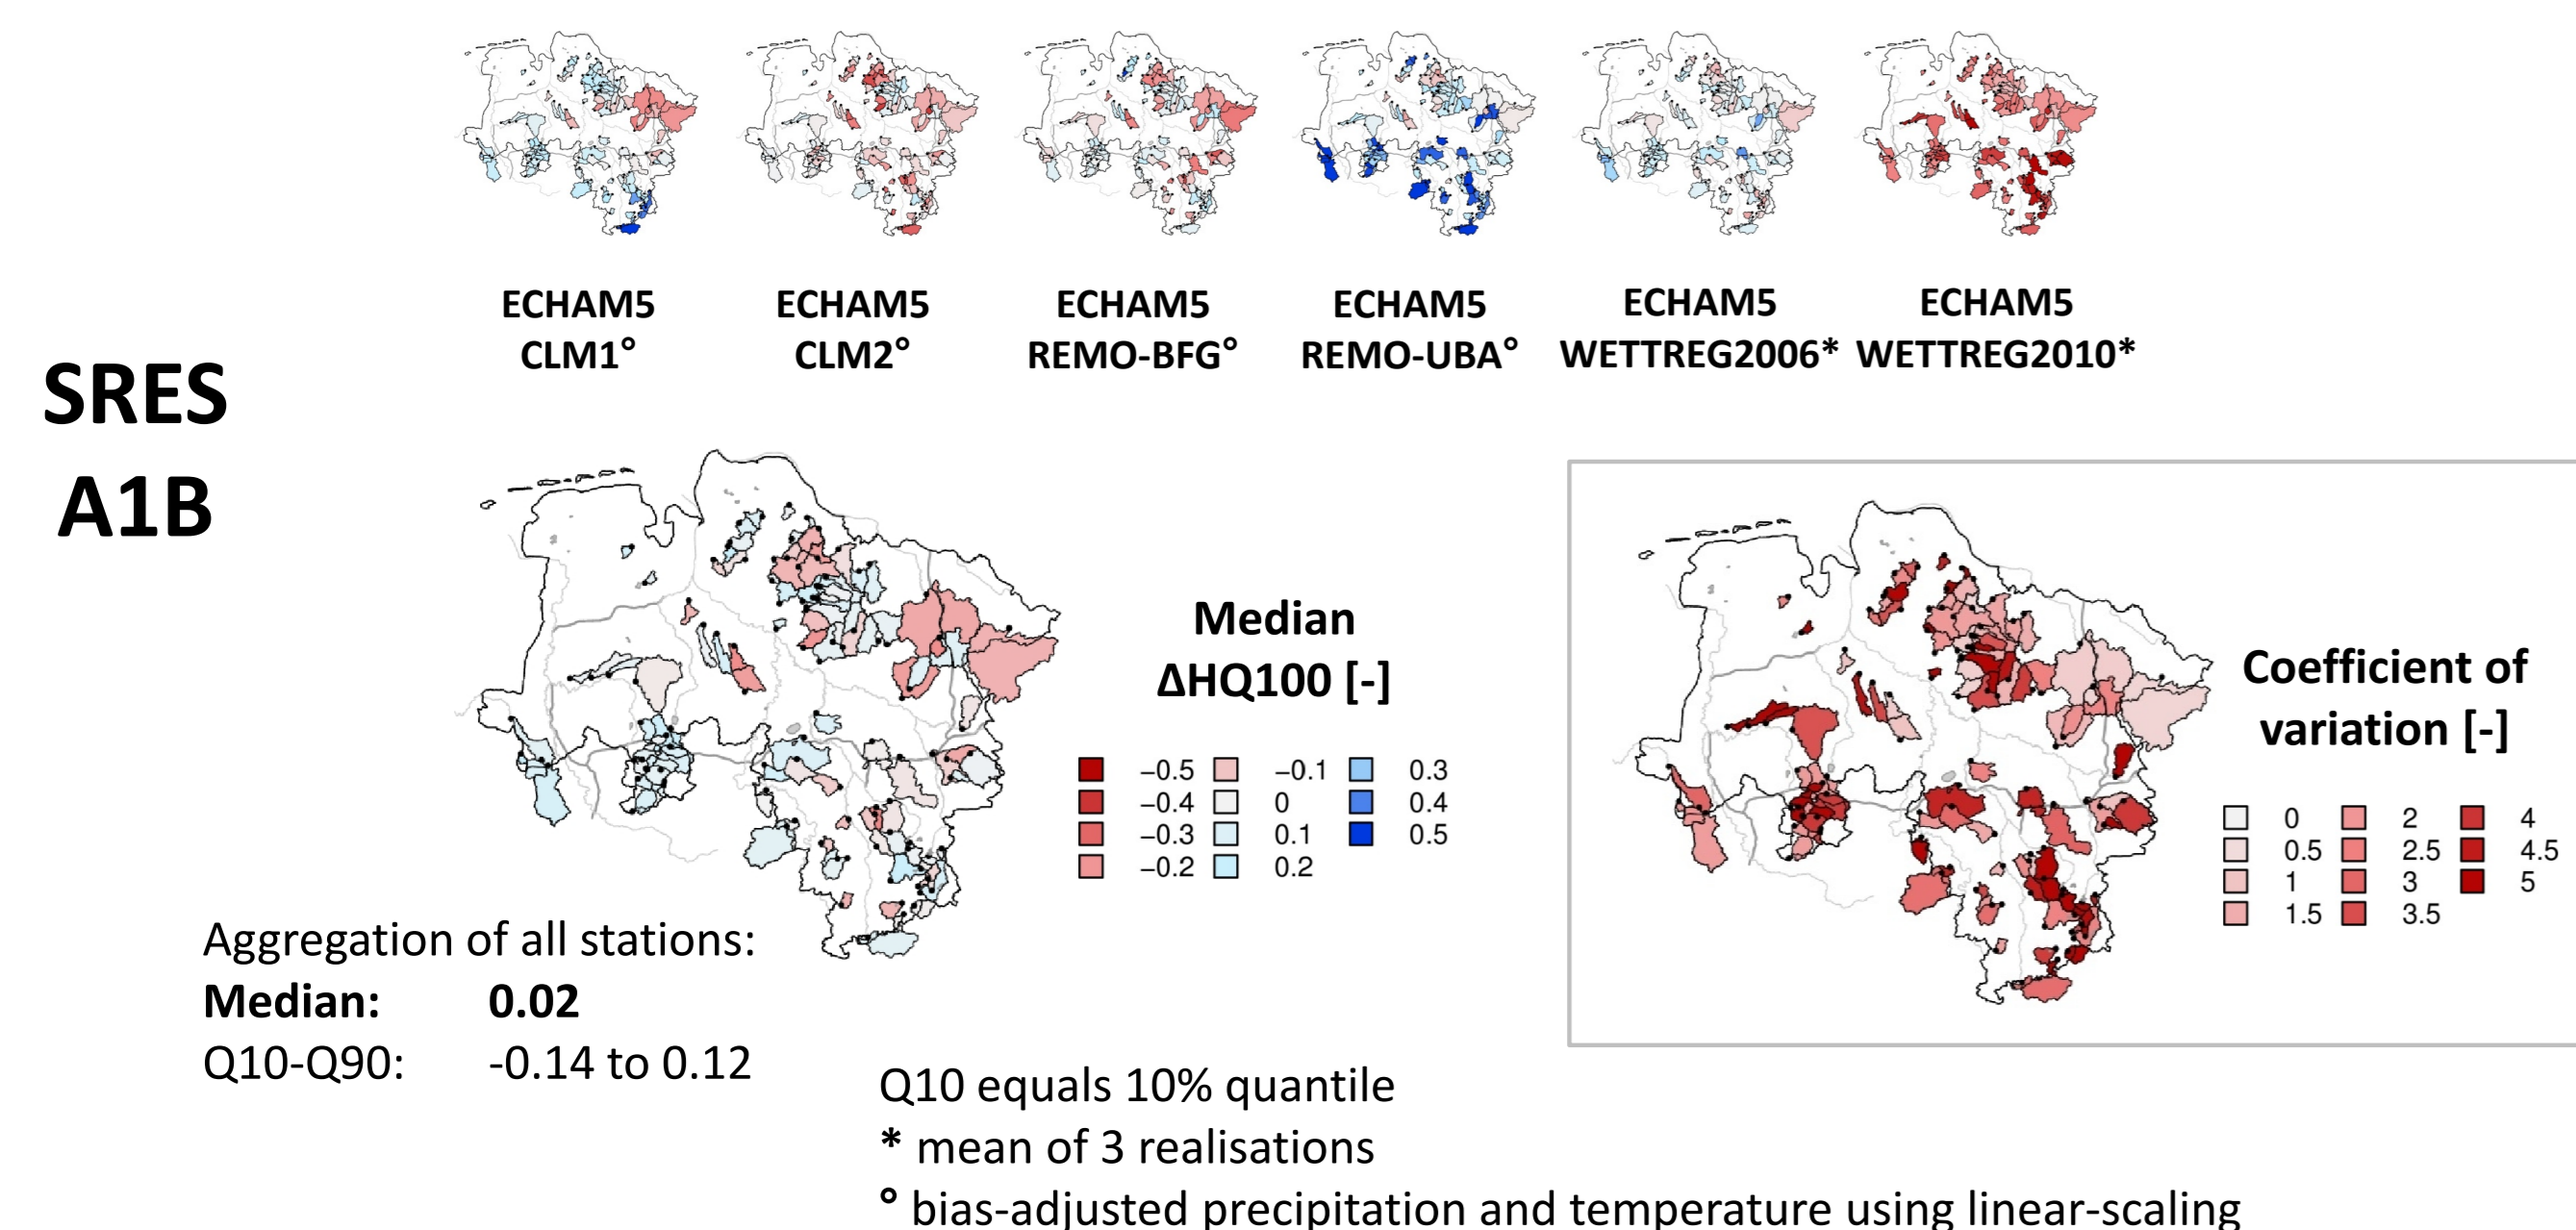 ECHAM5 CLM1°
ECHAM5 CLM2°
ECHAM5 REMO-BFG°
ECHAM5 REMO-UBA°
ECHAM5 WETTREG2006*
ECHAM5 WETTREG2010*
SRES
A1B
Median
ΔHQ100 [-]
−0.5 −0.1 0.3
−0.4 0 0.4
−0.3 0.1 0.5
−0.2 0.2
Coefficient of
variation [-]
0 2 4
0.5 2.5 4.5
1 3 5
1.5 3.5
Aggregation of all stations:
Median: 0.02
Q10-Q90: -0.14 to 0.12
Q10 equals 10% quantile
* mean of 3 realisations
° bias-adjusted precipitation and temperature using linear-scaling